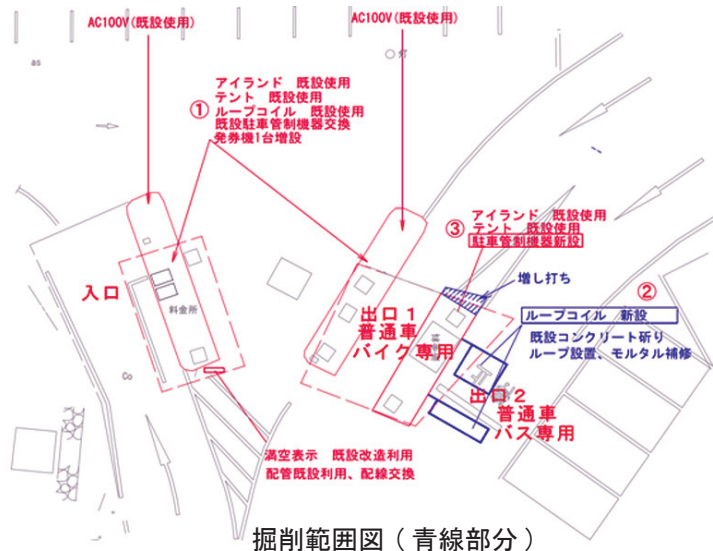 AC100V(既設使用)
AC100V(既設使用)
as
灯
アイランド 既設使用
テント 既設使用
① ループコイル 既設使用
既設駐車管制機器交換
発券機1台増設
アイランド 既設使用
③ テント 既設使用
駐車管制機器新設
増し打ち
②
ループコイル 新設
既設コンクリート斫り
ループ設置、モルタル補修
入口
料金所
出口1
普通車
バイク専用
出口2
普通車
バス専用
Co
満空表示 既設改造利用
配管既設利用、配線交換
掘削範囲図(青線部分)